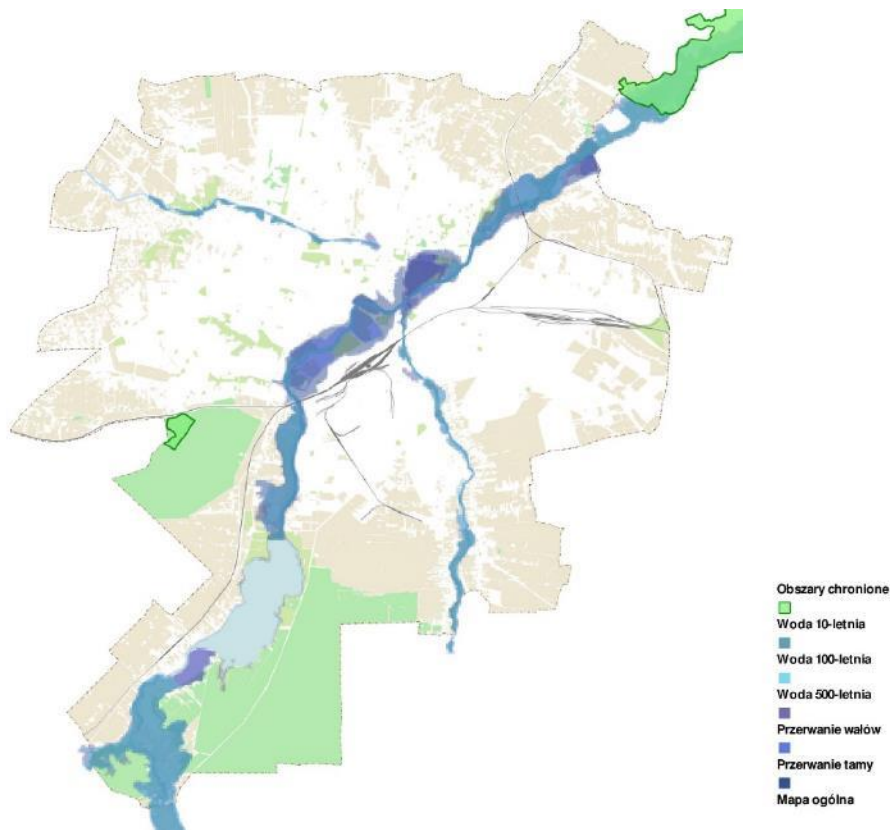 Obszary chronione
Woda 10-letnia
Woda 100-letnia
Woda 500-letnia
Przerwanie wałów
Przerwanie tamy
Mapa ogólna